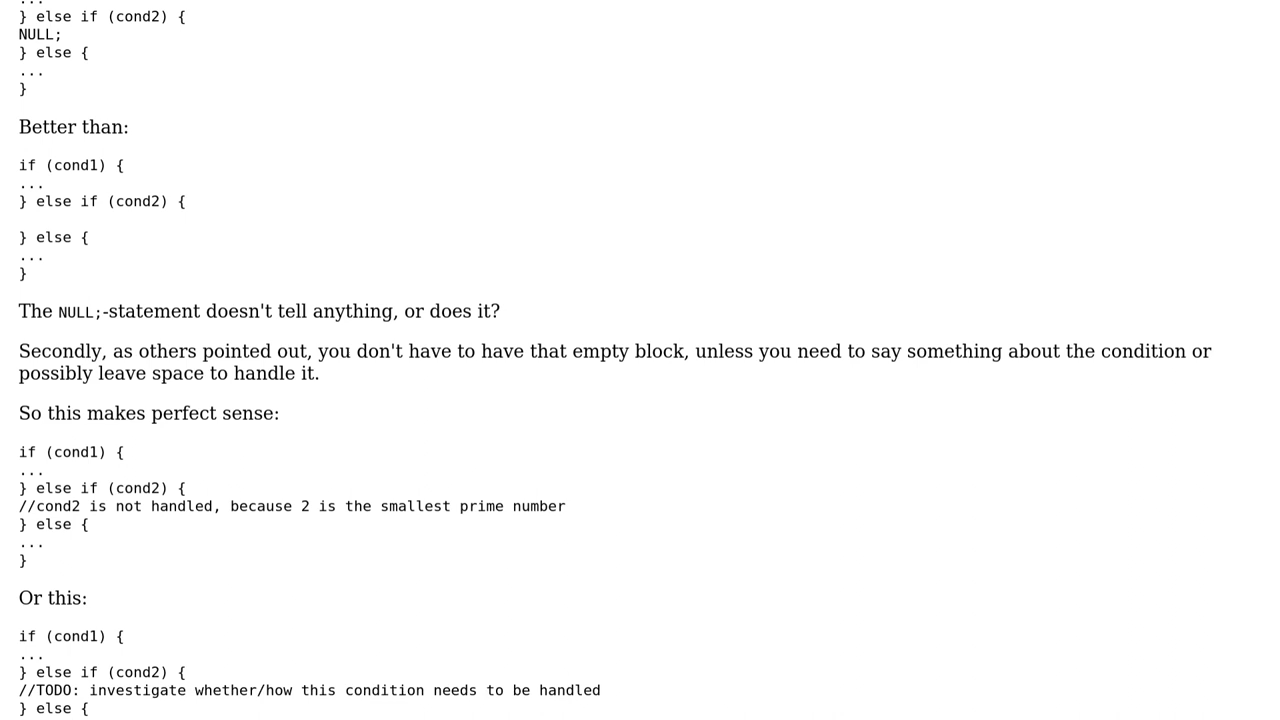 ...
} else if (cond2) {
NULL;
} else {
...
}
Better than:
if (cond1) {
...
} else if (cond2) {
} else {
...
}
The NULL;-statement doesn't tell anything, or does it?
Secondly, as others pointed out, you don't have to have that empty block, unless you need to say something about the condition or
possibly leave space to handle it.
So this makes perfect sense:
if (cond1) {
...
} else if (cond2) {
//cond2 is not handled, because 2 is the smallest prime number
} else {
...
}
Or this:
if (cond1) {
...
} else if (cond2) {
//TODO: investigate whether/how this condition needs to be handled
} else {